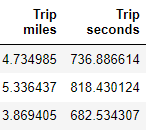 Trip Trip
miles seconds
4.734985 736.886614
5.336437 818.430124
3.869405 682.534307